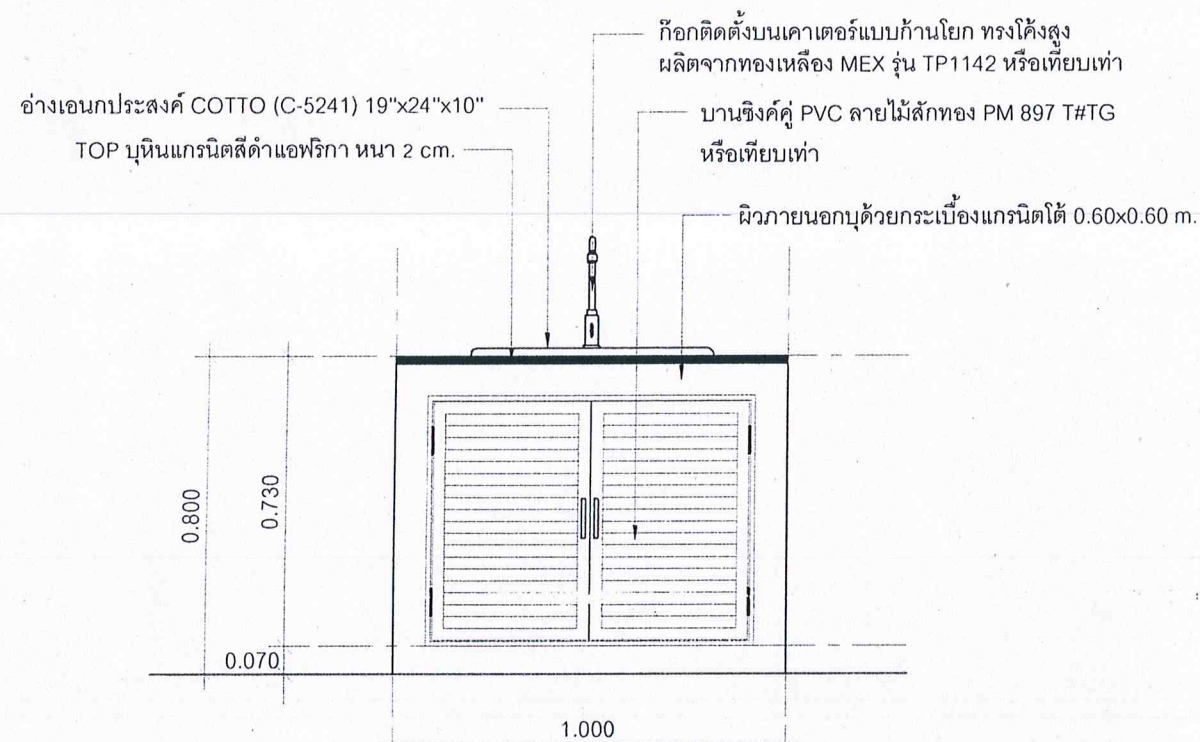 ก๊อกติดตั้งบนเคาเตอร์แบบก้านโยก ทรงโค้งสูง
ผลิตจากทองเหลือง MEX รุ่น TP1142 หรือเทียบเท่า
อ่างเอนกประสงค์ COTTO (C-5241) 19"x24"x10"
บานซิงค์คู่ PVC ลายไม้สักทอง PM 897 T#TG
หรือเทียบเท่า
TOP บุหินแกรนิตสีดำแอฟริกา หนา 2 cm.
ผิวภายนอกบุด้วยกระเบื้องแกรนิตโต้ 0.60x0.60 m.
0.800
0.730
0.070
1.000